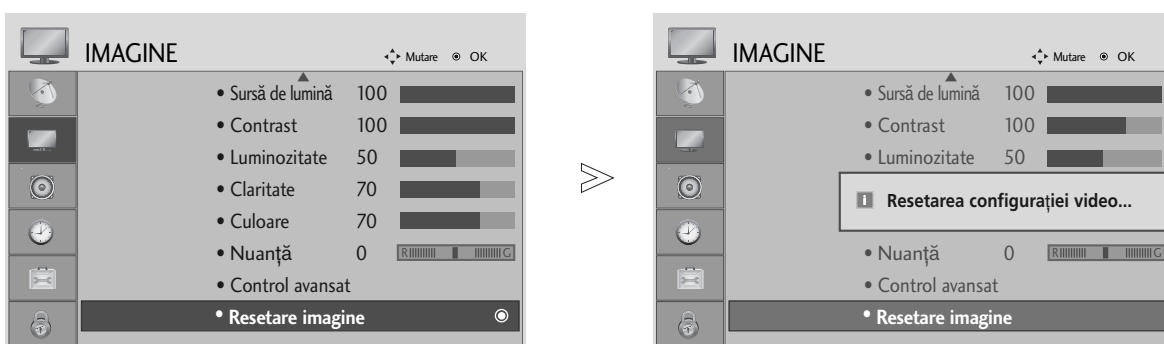 IMAGINE Mutare OK
• Sursă de lumină 100
• Contrast 100
• Luminozitate 50
• Claritate 70
• Culoare 70
• Nuanță 0 R G
• Control avansat
• Resetare imagine
IMAGINE Mutare OK
• Sursă de lumină 100
• Contrast 100
• Luminozitate 50
i Resetarea configurației video...
• Nuanță 0 R G
• Control avansat
• Resetare imagine